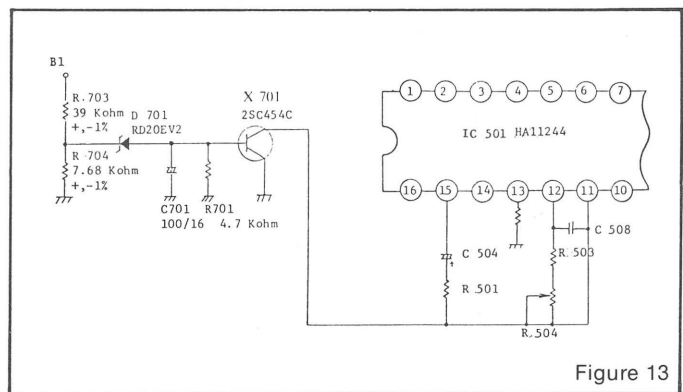 B1
R.703
39 Kohm
+,-1%
D 701
RD20EV2
X 701
2SC454C
R.704
7.68 Kohm
+,-1%
C701 R701
100/16 4.7 Kohm
1 2 3 4 5 6 7
IC 501 HA11244
16 15 14 13 12 11 10
C 508
C 504
R.503
R.501
R.504
Figure 13